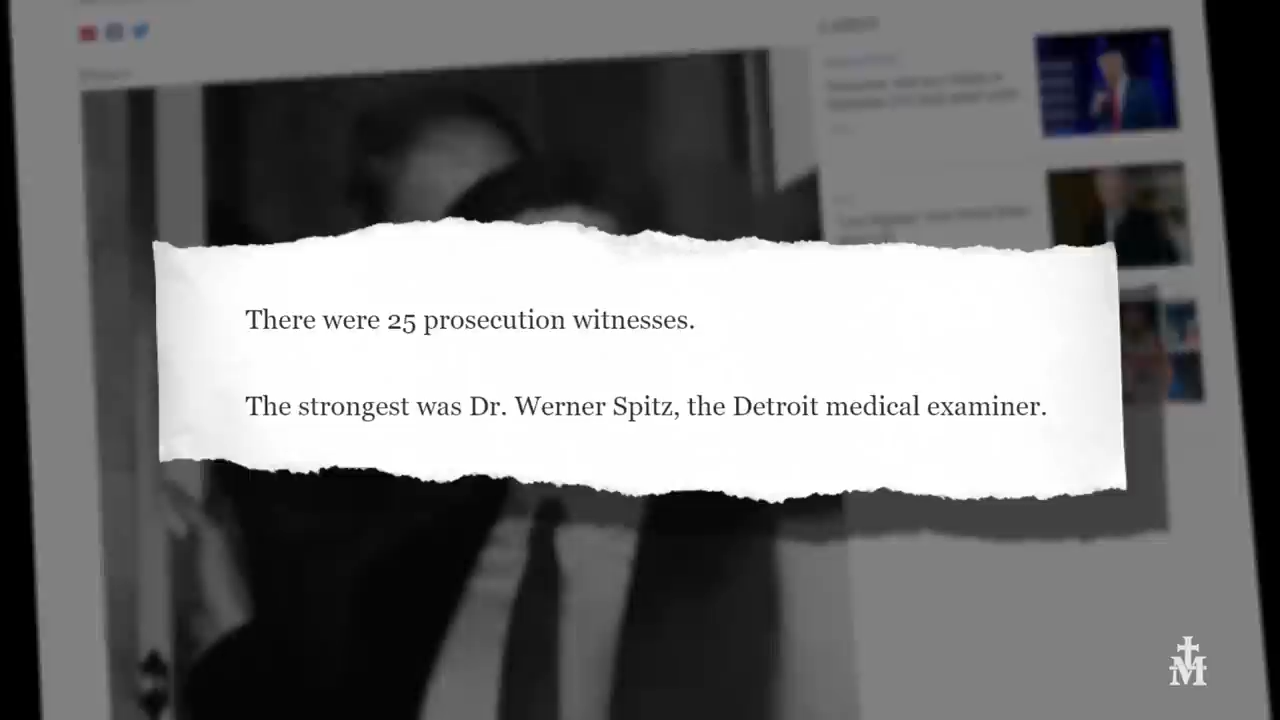 There were 25 prosecution witnesses.
The strongest was Dr. Werner Spitz, the Detroit medical examiner.